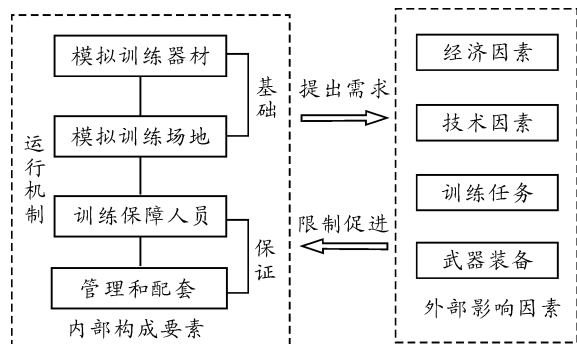 模拟训练器材
模拟训练场地
训练保障人员
管理和配套
基础
保证
运行机制
内部构成要素
提出需求
限制促进
经济因素
技术因素
训练任务
武器装备
外部影响因素